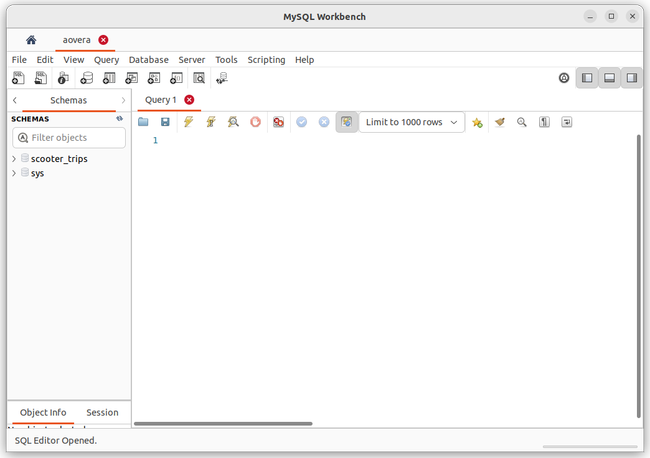 MySQL Workbench
aovera
File Edit View Query Database Server Tools Scripting Help
Schemas
Query 1
SCHEMAS
Filter objects
Limit to 1000 rows
1
scooter_trips
sys
Object Info Session
SQL Editor Opened.